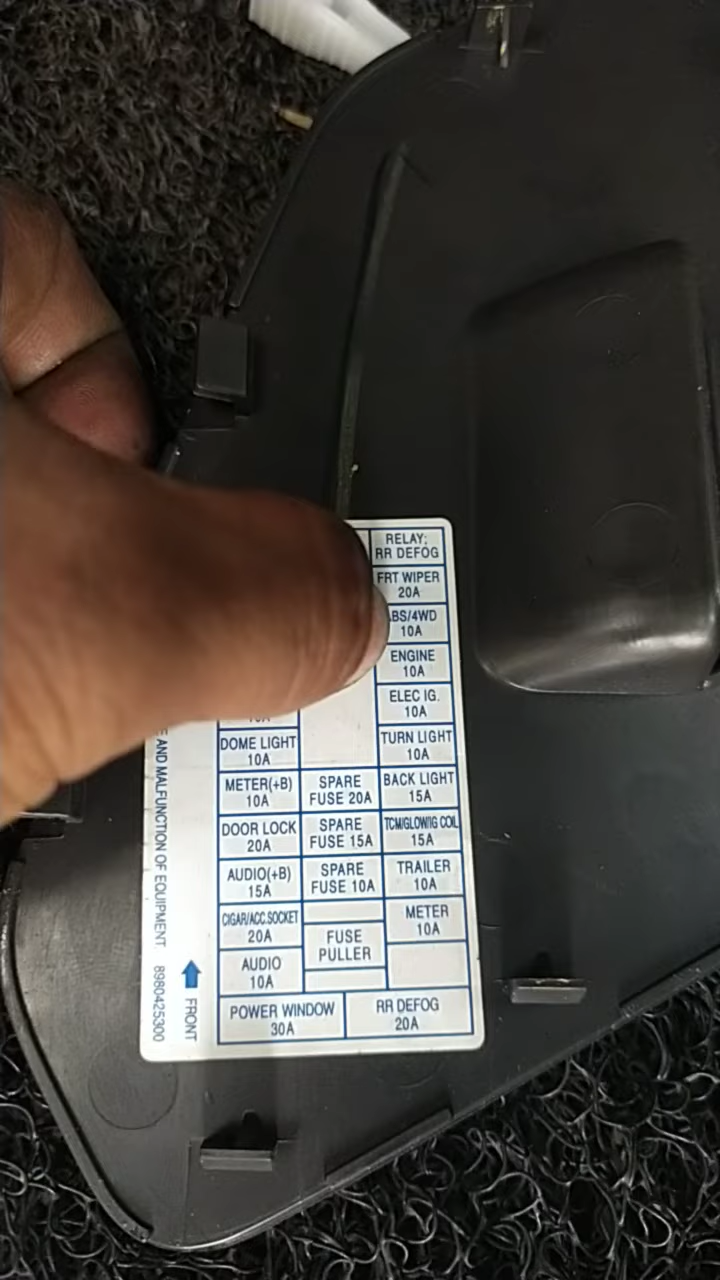 RELAY;
RR DEFOG
FRT WIPER
20A
ABS/4WD
10A
ENGINE
10A
ELEC IG.
10A
TURN LIGHT
10A
BACK LIGHT
15A
TCM/GLOW/IG COIL
15A
TRAILER
10A
METER
10A
SPARE
FUSE 20A
SPARE
FUSE 15A
SPARE
FUSE 10A
FUSE
PULLER
10A
DOME LIGHT
10A
METER(+B)
10A
DOOR LOCK
20A
AUDIO(+B)
15A
CIGAR/ACC.SOCKET
20A
AUDIO
10A
POWER WINDOW
30A
RR DEFOG
20A
AND MALFUNCTION OF EQUIPMENT.
8980425300
FRONT